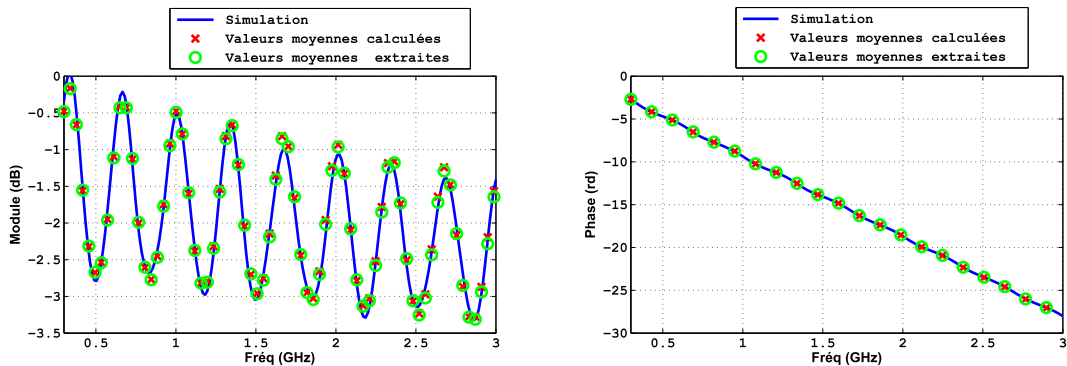 Simulation
Valeurs moyennes calculées
Valeurs moyennes extraites
0
−0.5
−1
−1.5
−2
−2.5
−3
−3.5
0.5
1
1.5
2
2.5
3
Module (dB)
Fréq (GHz)
Simulation
Valeurs moyennes calculées
Valeurs moyennes extraites
0
−5
−10
−15
−20
−25
−30
0.5
1
1.5
2
2.5
3
Phase (rd)
Fréq (GHz)